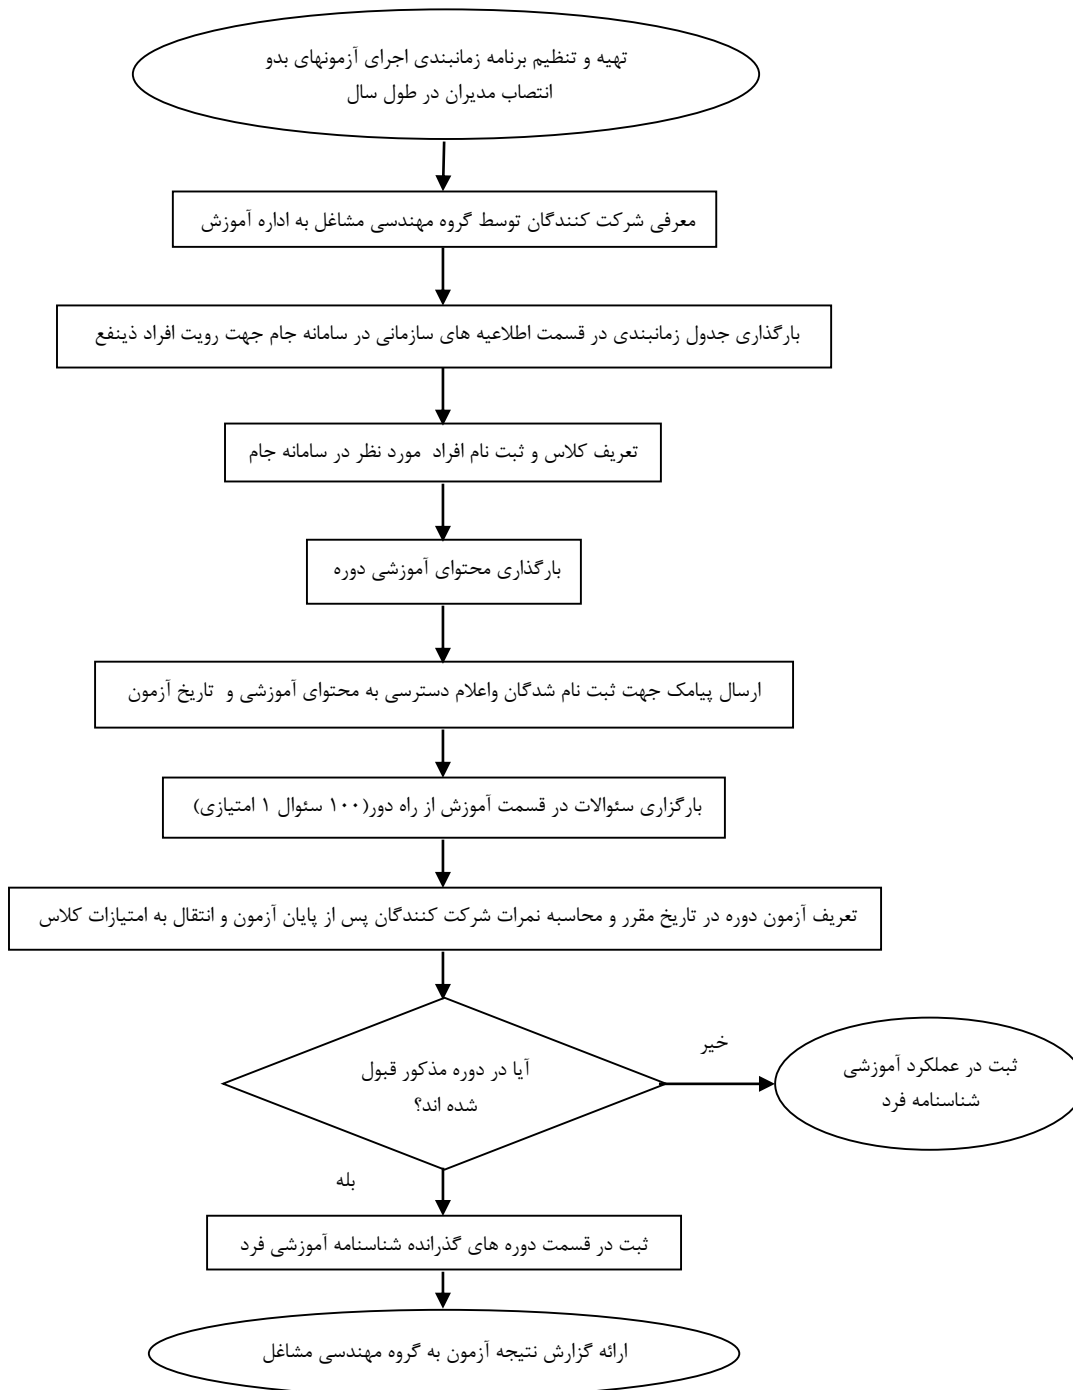 تهیه و تنظیم برنامه زمانبندی اجرای آزمونهای بدو
انتصاب مدیران در طول سال
معرفی شرکت کنندگان توسط گروه مهندسی مشاغل به اداره آموزش
بارگذاری جدول زمانبندی در قسمت اطلاعیه های سازمانی در سامانه جام جهت رویت افراد ذینفع
تعریف کلاس و ثبت نام افراد مورد نظر در سامانه جام
بارگذاری محتوای آموزشی دوره
ارسال پیامک جهت ثبت نام شدگان واعلام دسترسی به محتوای آموزشی و تاریخ آزمون
بارگزاری سئوالات در قسمت آموزش از راه دور(۱۰۰ سئوال ۱ امتیازی)
تعریف آزمون دوره در تاریخ مقرر و محاسبه نمرات شرکت کنندگان پس از پایان آزمون و انتقال به امتیازات کلاس
آیا در دوره مذکور قبول
شده اند؟
خیر
ثبت در عملکرد آموزشی
شناسنامه فرد
بله
ثبت در قسمت دوره های گذرانده شناسنامه آموزشی فرد
ارائه گزارش نتیجه آزمون به گروه مهندسی مشاغل